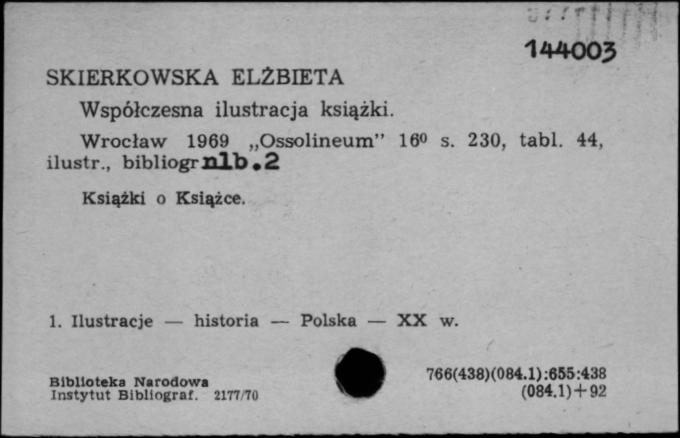 144003
SKIERKOWSKA ELŻBIETA
Współczesna ilustracja książki.
Wrocław 1969 „Ossolineum” 16⁰ s. 230, tabl. 44,
ilustr., bibliogr nlb.2
Książki o Książce.
1. Ilustracje — historia — Polska — XX w.
Biblioteka Narodowa
Instytut Bibliograf. 2177/70
766(438)(084.1):655:438
(084.1)+92